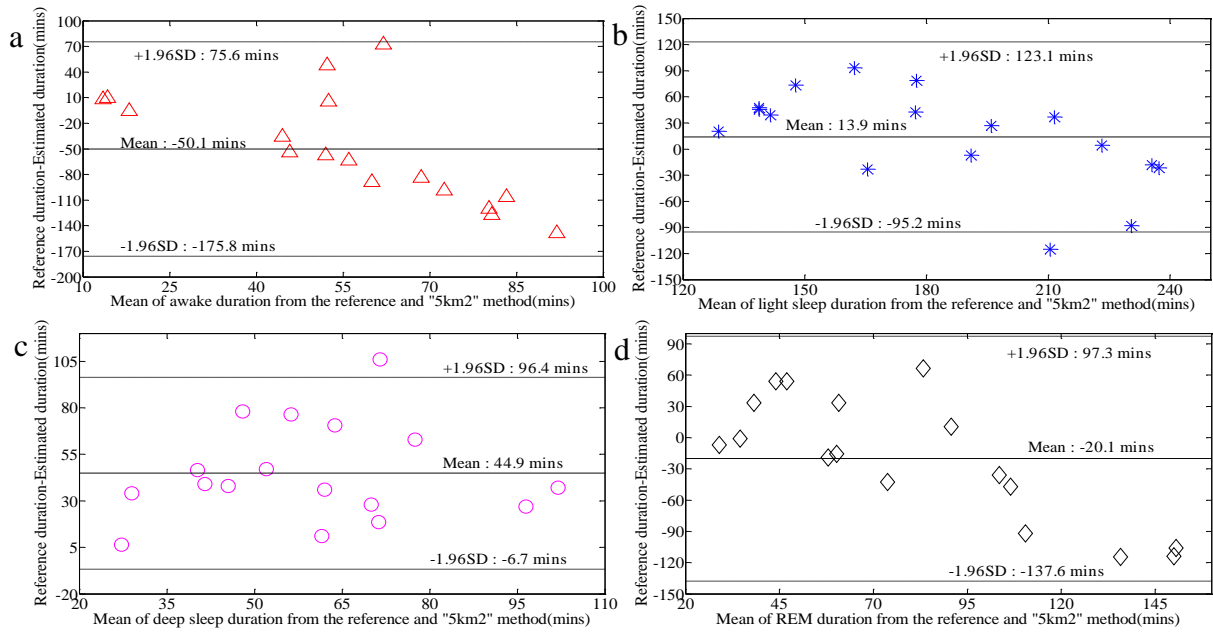 a
Reference duration-Estimated duration(mins)
100
70
40
10
-20
-50
-80
-110
-140
-170
-200
+1.96SD : 75.6 mins
Mean : -50.1 mins
-1.96SD : -175.8 mins
10
25
40
55
70
85
100
Mean of awake duration from the reference and "5km2" method(mins)
b
Reference duration-Estimated duration(mins)
150
120
90
60
30
0
-30
-60
-90
-120
-150
+1.96SD : 123.1 mins
Mean : 13.9 mins
-1.96SD : -95.2 mins
120
150
180
210
240
Mean of light sleep duration from the reference and "5km2" method(mins)
c
Reference duration-Estimated duration(mins)
105
80
55
30
5
-20
+1.96SD : 96.4 mins
Mean : 44.9 mins
-1.96SD : -6.7 mins
20
35
50
65
80
95
110
Mean of deep sleep duration from the reference and "5km2" method(mins)
d
Reference duration-Estimated duration(mins)
90
60
30
0
-30
-60
-90
-120
-150
+1.96SD : 97.3 mins
Mean : -20.1 mins
-1.96SD : -137.6 mins
20
45
70
95
120
145
Mean of REM duration from the reference and "5km2" method(mins)